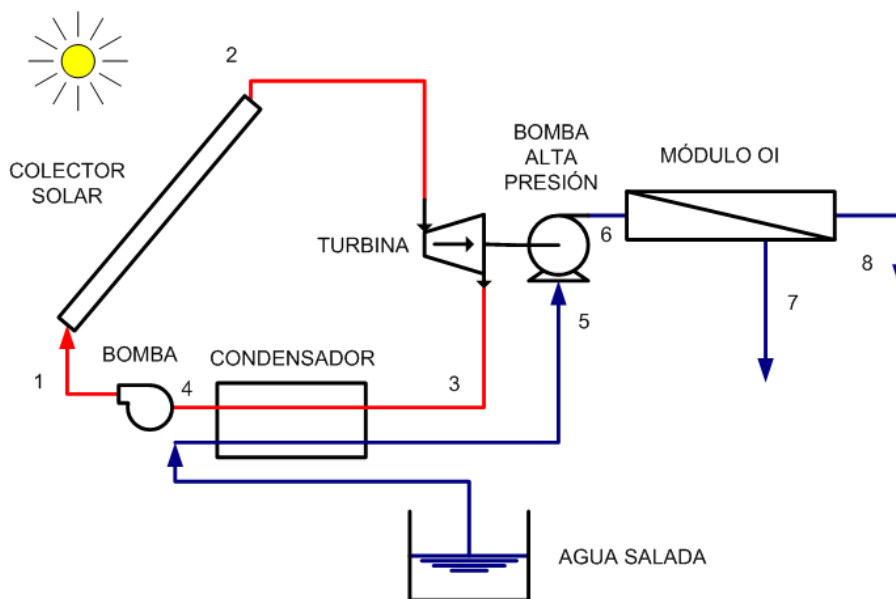 2
COLECTOR
SOLAR
BOMBA
ALTA
PRESIÓN
MÓDULO OI
TURBINA
6
8
7
5
BOMBA
CONDENSADOR
1
4
3
AGUA SALADA